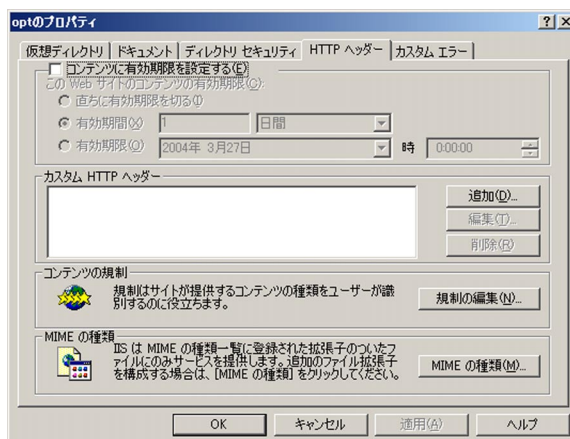 optのプロパティ
仮想ディレクトリ ドキュメント ディレクトリ セキュリティ HTTP ヘッダー カスタム エラー
コンテンツに有効期限を設定する(E)
この Web サイトのコンテンツの有効期限(G):
直ちに有効期限を切る(I)
有効期間(X) 1 日間
有効期限(O) 2004年 3月27日 時 0:00:00
カスタム HTTP ヘッダー
追加(D)...
編集(T)...
削除(R)
コンテンツの規制
規制はサイトが提供するコンテンツの種類をユーザーが識
別するのに役立ちます。
規制の編集(N)...
MIME の種類
IIS は MIME の種類一覧に登録された拡張子のついたフ
ァイルにのみサービスを提供します。追加のファイル拡張子
を構成する場合は、[MIME の種類] をクリックしてください。
MIME の種類(M)...
OK キャンセル 適用(A) ヘルプ